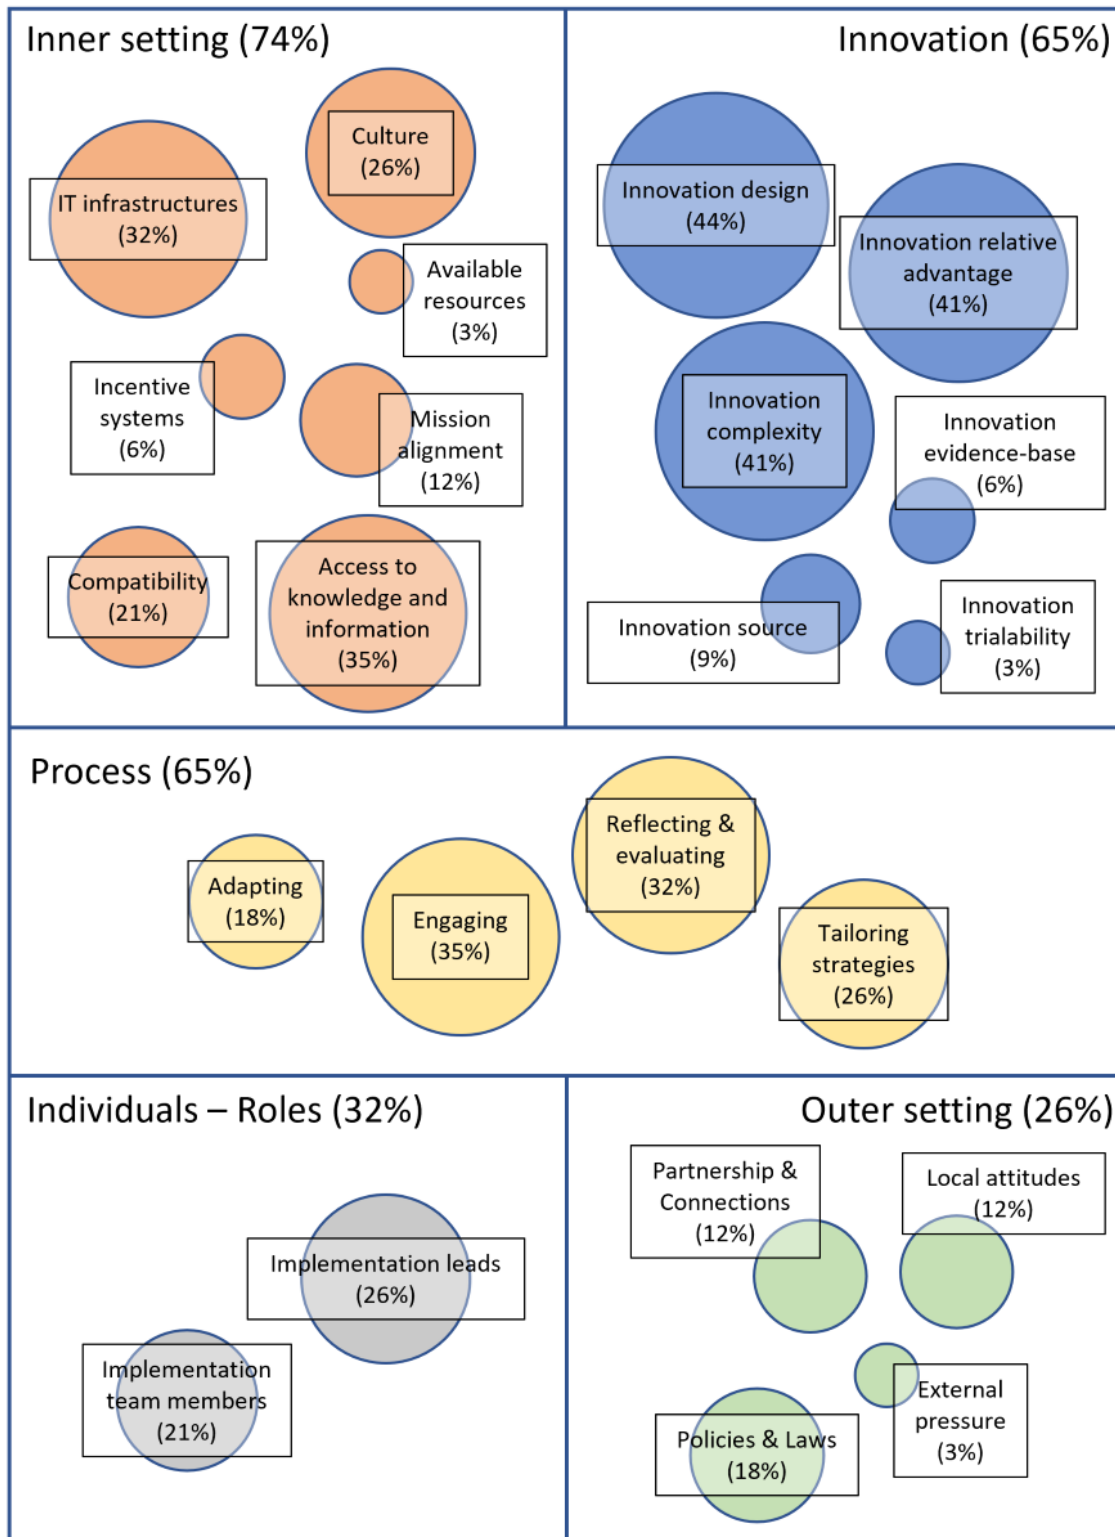 Inner setting (74%)
Culture
(26%)
IT infrastructures
(32%)
Available
resources
(3%)
Incentive
systems
(6%)
Mission
alignment
(12%)
Compatibility
(21%)
Access to
knowledge and
information
(35%)
Innovation (65%)
Innovation design
(44%)
Innovation relative
advantage
(41%)
Innovation
complexity
(41%)
Innovation
evidence-base
(6%)
Innovation source
(9%)
Innovation
trialability
(3%)
Process (65%)
Adapting
(18%)
Engaging
(35%)
Reflecting &
evaluating
(32%)
Tailoring
strategies
(26%)
Individuals – Roles (32%)
Implementation leads
(26%)
Implementation
team members
(21%)
Outer setting (26%)
Partnership &
Connections
(12%)
Local attitudes
(12%)
External
pressure
(3%)
Policies & Laws
(18%)